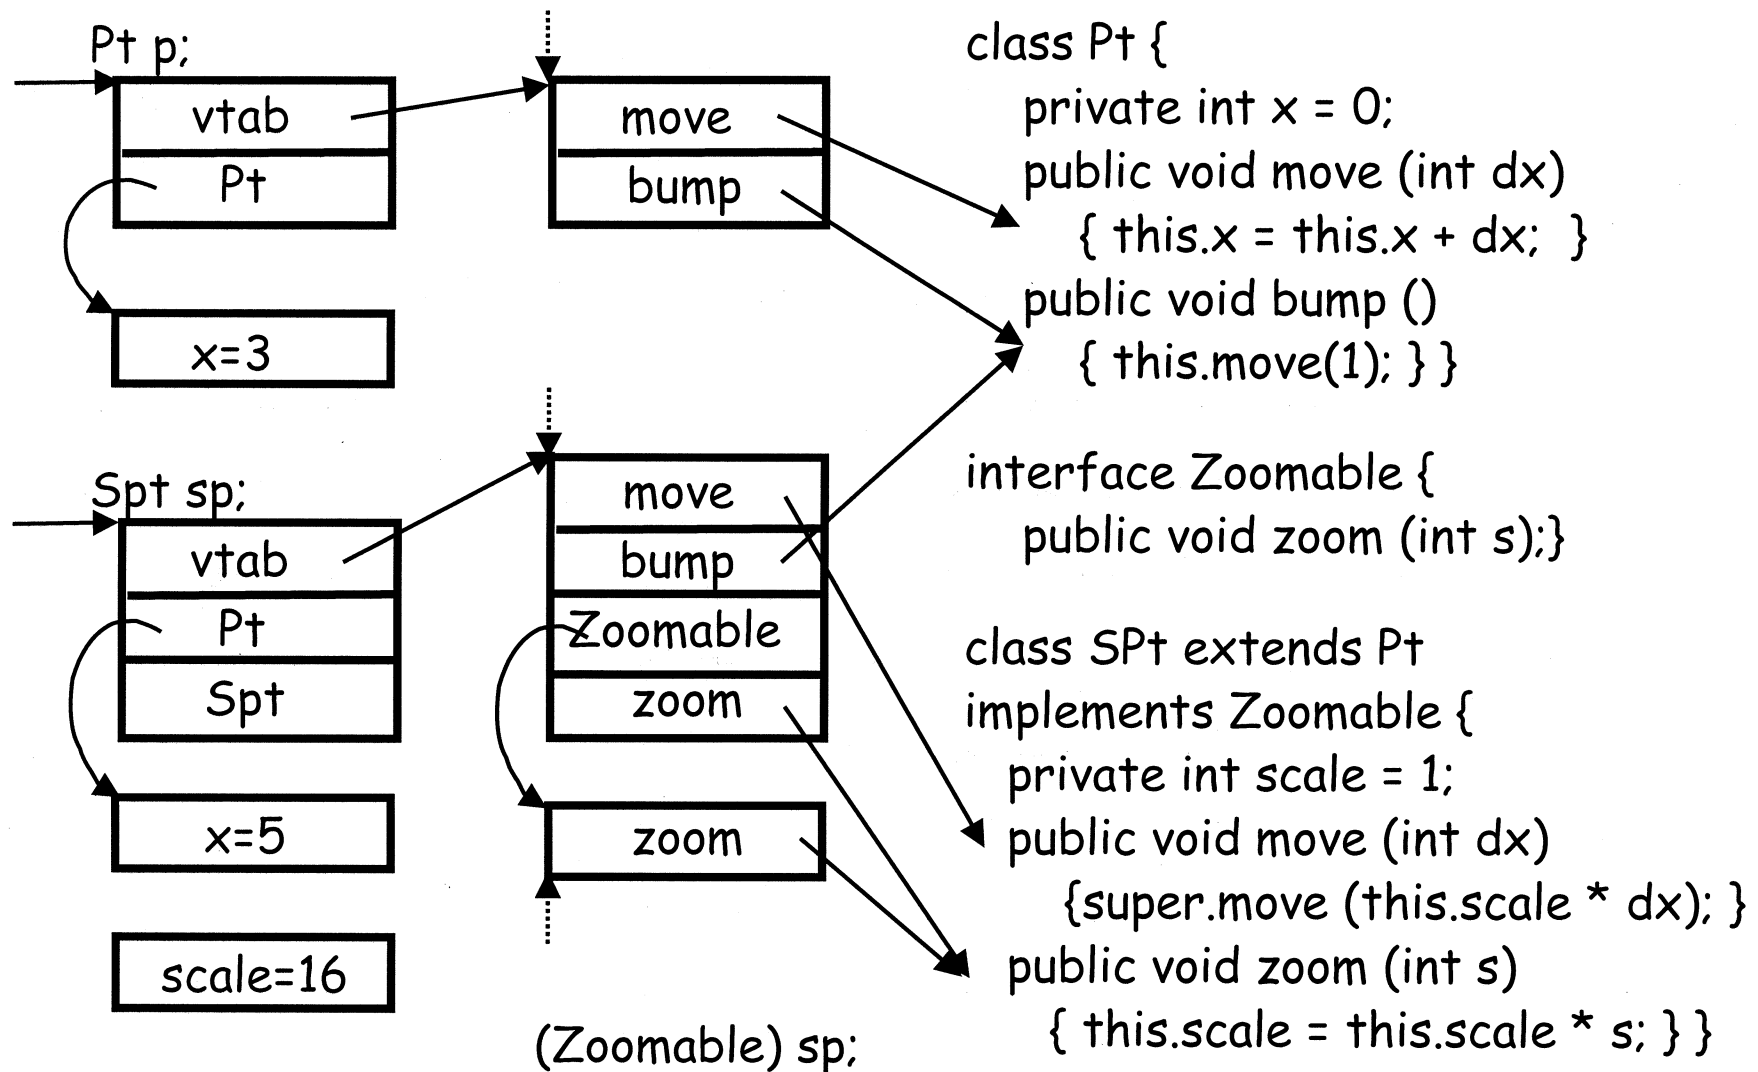 Pt p;
vtab
Pt
x=3
move
bump
Spt sp;
vtab
Pt
Spt
x=5
scale=16
move
bump
Zoomable
zoom
zoom
(Zoomable) sp;
class Pt {
private int x = 0;
public void move (int dx)
{ this.x = this.x + dx; }
public void bump ()
{ this.move(1); } }
interface Zoomable {
public void zoom (int s);}
class SPt extends Pt
implements Zoomable {
private int scale = 1;
public void move (int dx)
{super.move (this.scale * dx); }
public void zoom (int s)
{ this.scale = this.scale * s; } }